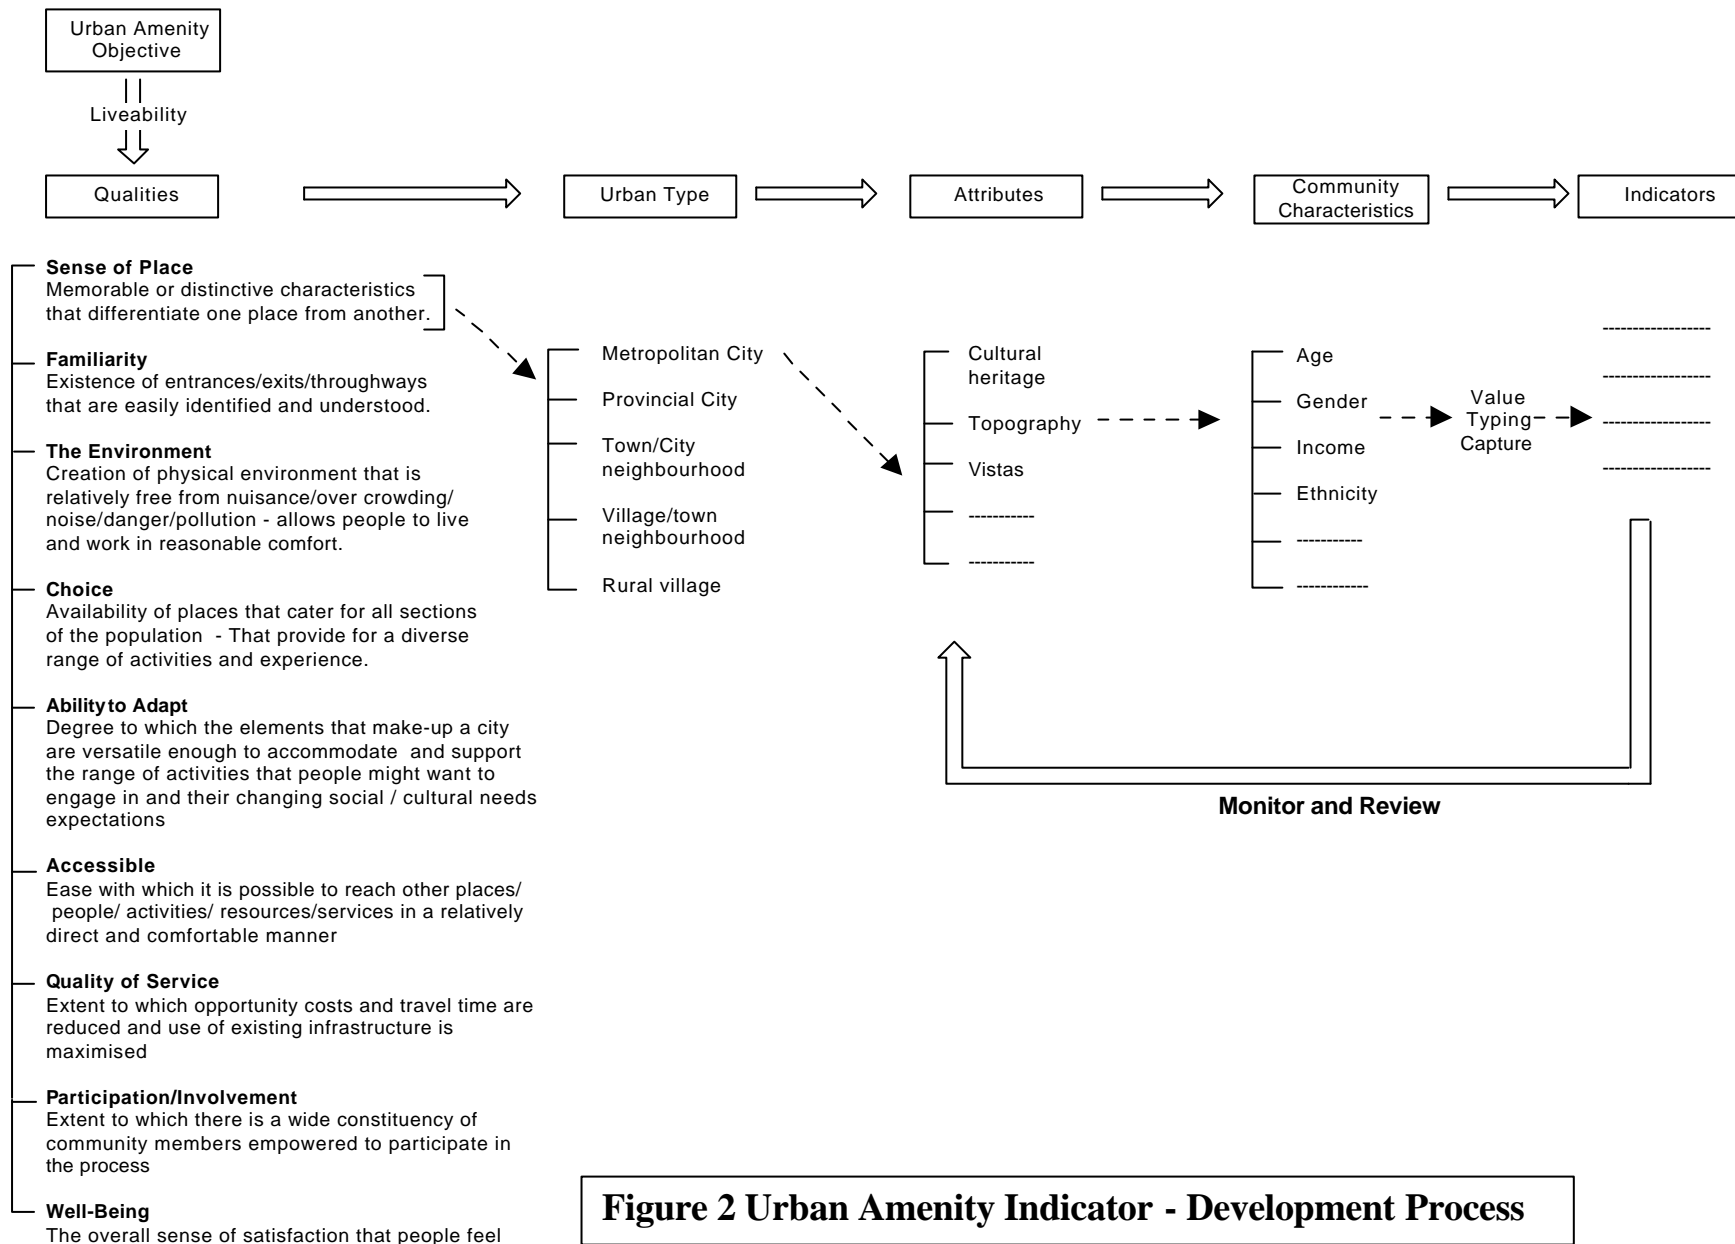 Urban Amenity
Objective
Liveability
Qualities
Urban Type
Attributes
Community
Characteristics
Indicators
Sense of Place
Memorable or distinctive characteristics
that differentiate one place from another.
Familiarity
Existence of entrances/exits/throughways
that are easily identified and understood.
The Environment
Creation of physical environment that is
relatively free from nuisance/over crowding/
noise/danger/pollution - allows people to live
and work in reasonable comfort.
Choice
Availability of places that cater for all sections
of the population - That provide for a diverse
range of activities and experience.
Ability to Adapt
Degree to which the elements that make-up a city
are versatile enough to accommodate and support
the range of activities that people might want to
engage in and their changing social / cultural needs
expectations
Accessible
Ease with which it is possible to reach other places/
people/ activities/ resources/services in a relatively
direct and comfortable manner
Quality of Service
Extent to which opportunity costs and travel time are
reduced and use of existing infrastructure is
maximised
Participation/Involvement
Extent to which there is a wide constituency of
community members empowered to participate in
the process
Well-Being
The overall sense of satisfaction that people feel
Metropolitan City
Provincial City
Town/City
neighbourhood
Village/town
neighbourhood
Rural village
Cultural
heritage
Topography
Vistas
-----------
-----------
Age
Gender
Income
Ethnicity
-----------
------------
Value
Typing
Capture
------------------
------------------
------------------
------------------
Monitor and Review
Figure 2 Urban Amenity Indicator - Development Process